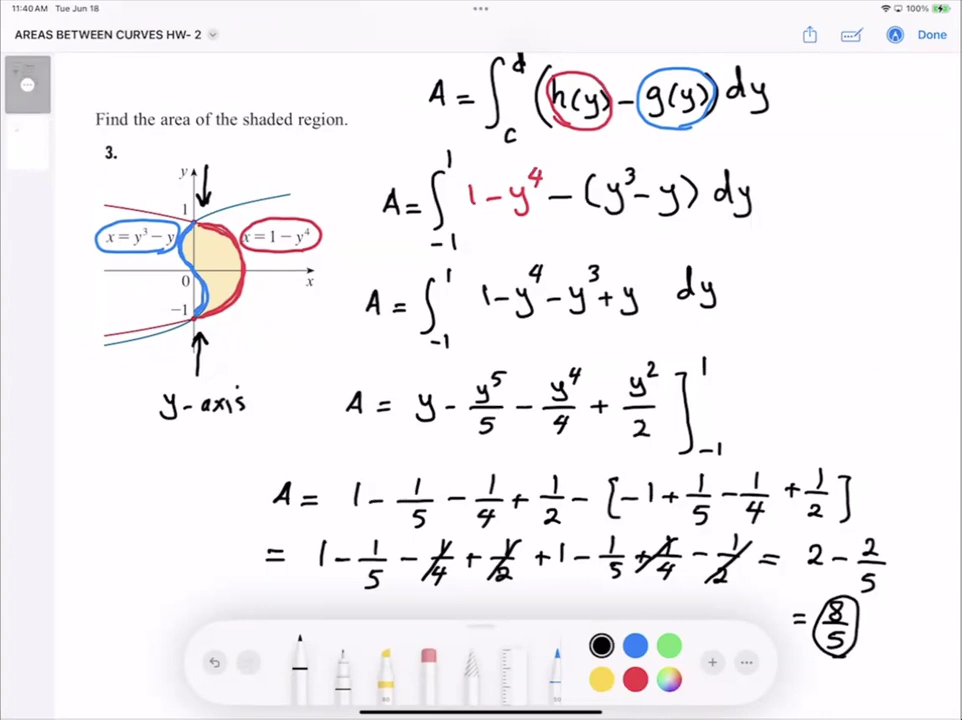 11:40 AM Tue Jun 18
100%
AREAS BETWEEN CURVES HW- 2
Done
A = ∫_c^d (h(y) - g(y)) dy
Find the area of the shaded region.
3.
y
1
x = y³ − y
x = 1 − y⁴
0
x
−1
y-axis
A = ∫_{-1}^1 1 - y⁴ - (y³ - y) dy
A = ∫_{-1}^1 1 - y⁴ - y³ + y dy
A = y - y⁵/5 - y⁴/4 + y²/2 ]_{-1}^1
A = 1 - 1/5 - 1/4 + 1/2 - [-1 + 1/5 - 1/4 + 1/2]
= 1 - 1/5 - 1/4 + 1/2 + 1 - 1/5 + 1/4 - 1/2 = 2 - 2/5
= 8/5